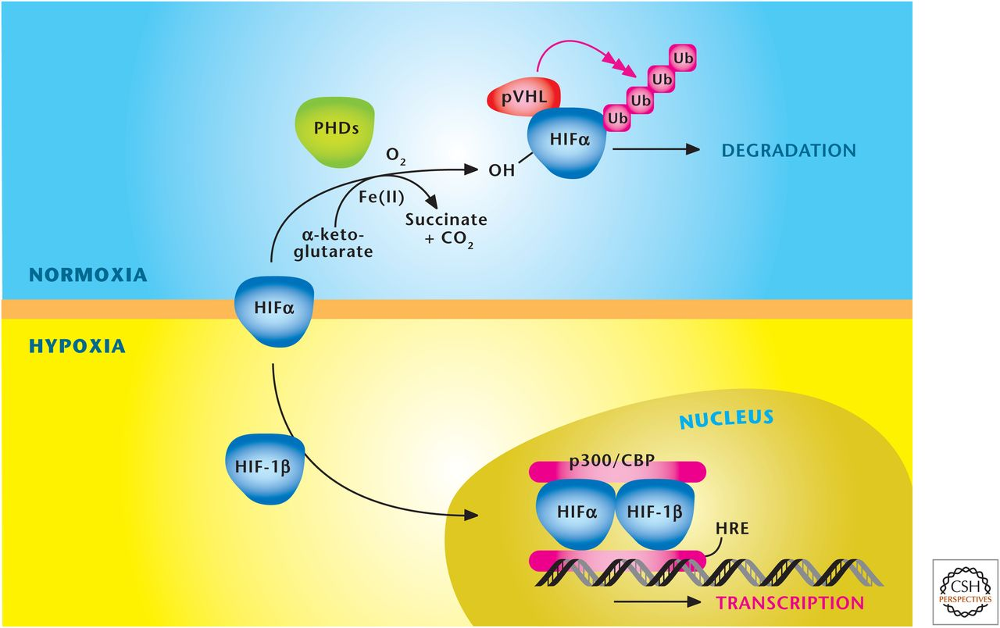 Ub
Ub
Ub
Ub
pVHL
PHDs
HIFα
O2
OH
DEGRADATION
Fe(II)
Succinate
+ CO2
α-keto-
glutarate
NORMOXIA
HIFα
HYPOXIA
NUCLEUS
HIF-1β
p300/CBP
HIFα
HIF-1β
HRE
TRANSCRIPTION
CSH
PERSPECTIVES